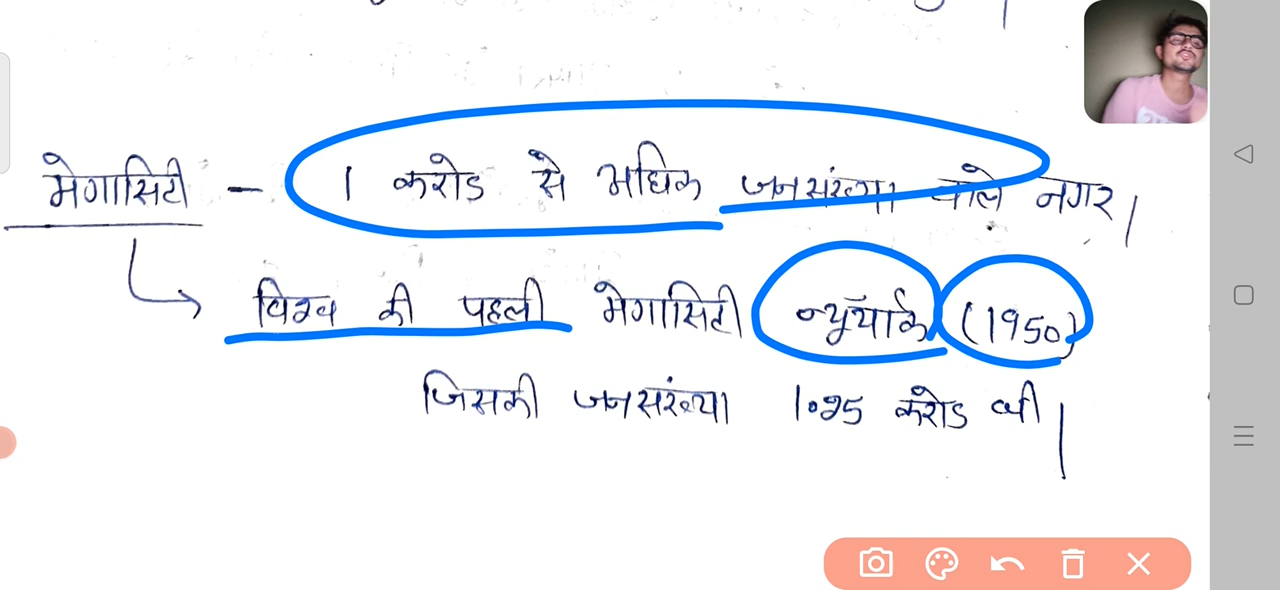 मेगासिटी – 1 करोड से अधिक जनसंख्या वाले नगर।
विश्व की पहली मेगासिटी न्यूयॉर्क (1950)
जिसकी जनसंख्या 1.25 करोड थी।